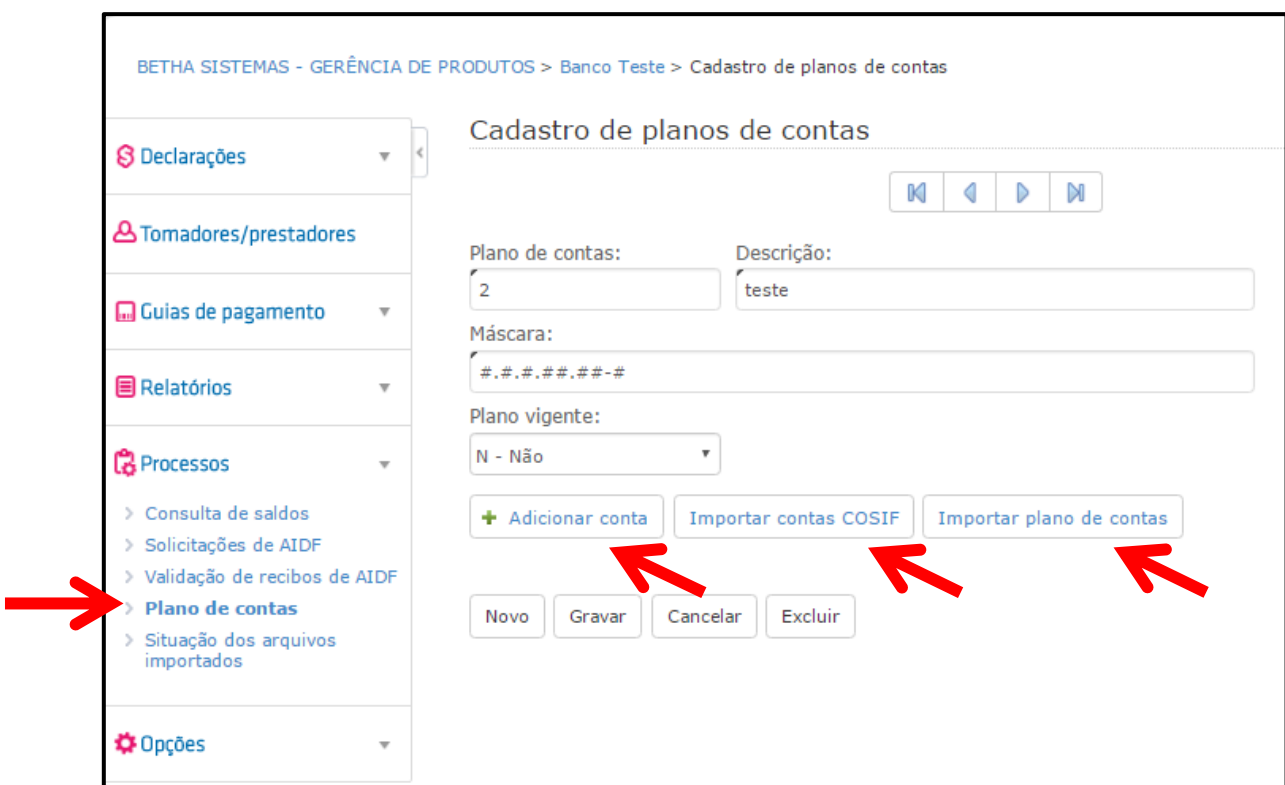 BETHA SISTEMAS - GERÊNCIA DE PRODUTOS > Banco Teste > Cadastro de planos de contas
Declarações
Tomadores/prestadores
Guias de pagamento
Relatórios
Processos
Consulta de saldos
Solicitações de AIDF
Validação de recibos de AIDF
Plano de contas
Situação dos arquivos
importados
Opções
Cadastro de planos de contas
Plano de contas: Descrição:
2 teste
Máscara:
#.#.#.##.##-#
Plano vigente:
N - Não
+ Adicionar conta Importar contas COSIF Importar plano de contas
Novo Gravar Cancelar Excluir